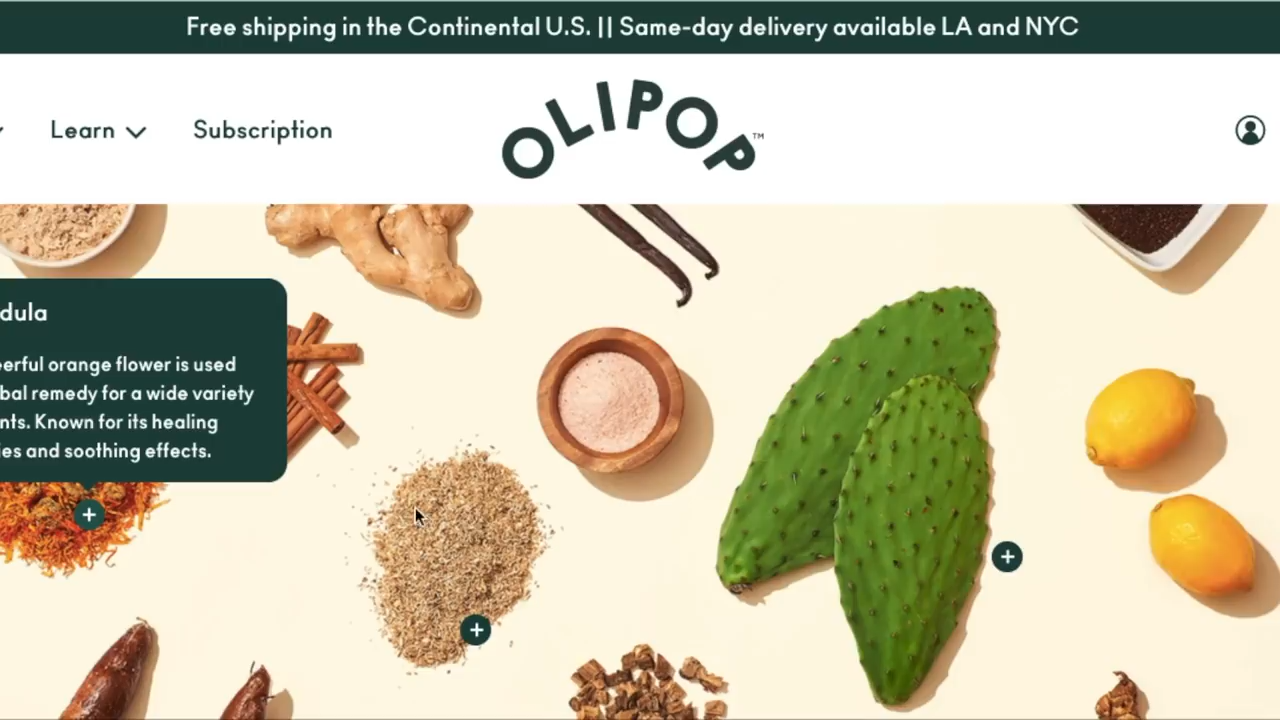 Free shipping in the Continental U.S. || Same-day delivery available LA and NYC
Learn
Subscription
OLIPOP™
dula
erful orange flower is used
bal remedy for a wide variety
nts. Known for its healing
ies and soothing effects.